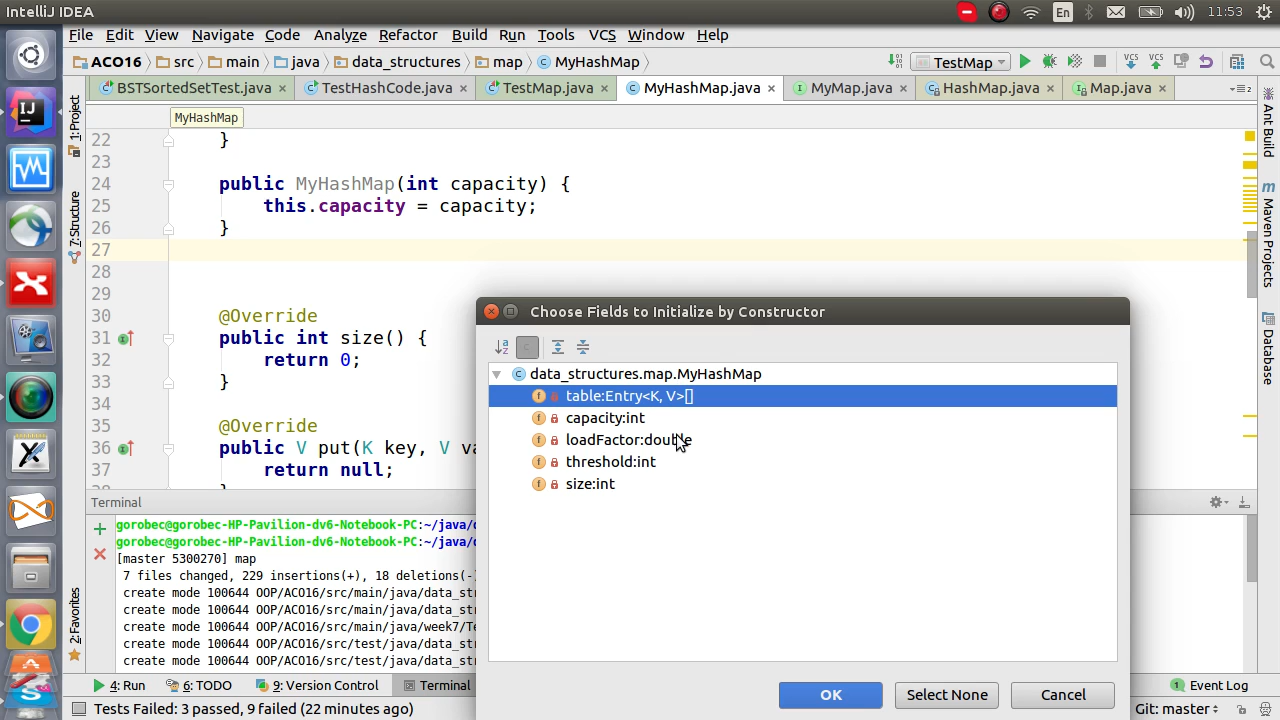 IntelliJ IDEA
En
11:53
File Edit View Navigate Code Analyze Refactor Build Run Tools VCS Window Help
ACO16 src main java data_structures map MyHashMap TestMap VCS VCS
BSTSortedSetTest.java TestHashCode.java TestMap.java MyHashMap.java MyMap.java HashMap.java Map.java
MyHashMap
22 }
23
24 public MyHashMap(int capacity) {
25 this.capacity = capacity;
26 }
27
28
29
30 @Override
31 public int size() {
32 return 0;
33 }
34
35 @Override
36 public V put(K key, V va
37 return null;
1: Project
7: Structure
2: Favorites
Ant Build
Maven Projects
Database
Choose Fields to Initialize by Constructor
data_structures.map.MyHashMap
table:Entry<K, V>[]
capacity:int
loadFactor:double
threshold:int
size:int
OK Select None Cancel
Terminal
gorobec@gorobec-HP-Pavilion-dv6-Notebook-PC:~/java/d
gorobec@gorobec-HP-Pavilion-dv6-Notebook-PC:~/java/d
[master 5300270] map
7 files changed, 229 insertions(+), 18 deletions(-
create mode 100644 OOP/ACO16/src/main/java/data_str
create mode 100644 OOP/ACO16/src/main/java/data_str
create mode 100644 OOP/ACO16/src/main/java/week7/Te
create mode 100644 OOP/ACO16/src/test/java/data_str
create mode 100644 OOP/ACO16/src/test/java/data_str
4: Run 6: TODO 9: Version Control Terminal 1 Event Log
Tests Failed: 3 passed, 9 failed (22 minutes ago) Git: master